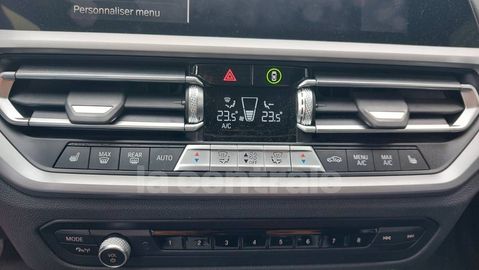 Personnaliser menu
23.5° 23.5°
A/C
MAX REAR AUTO MENU A/C MAX A/C
la centrale
MODE VOL 1 2 3 4 5 6 7 8